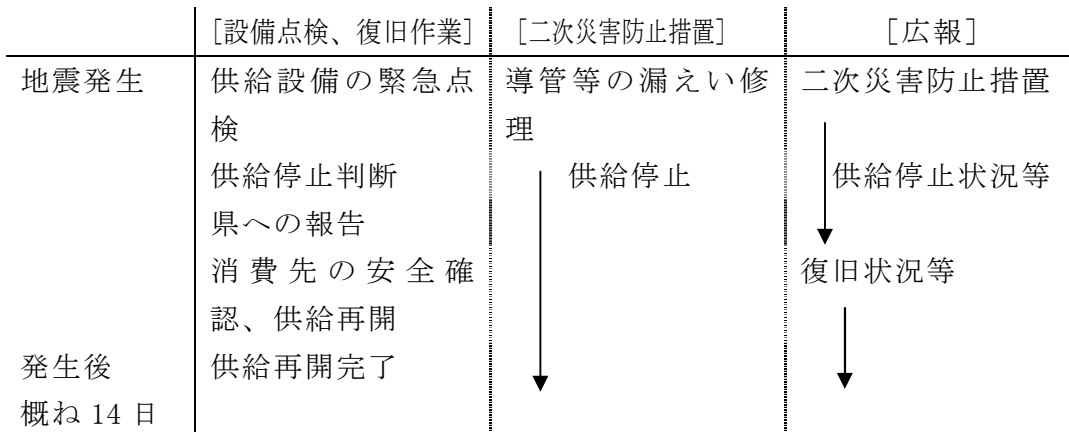 [設備点検、復旧作業] [二次災害防止措置] [広報]
地震発生 供給設備の緊急点 導管等の漏えい修 二次災害防止措置
検 理
供給停止判断 供給停止 供給停止状況等
県への報告
消費先の安全確 復旧状況等
認、供給再開
発生後 供給再開完了
概ね 14 日